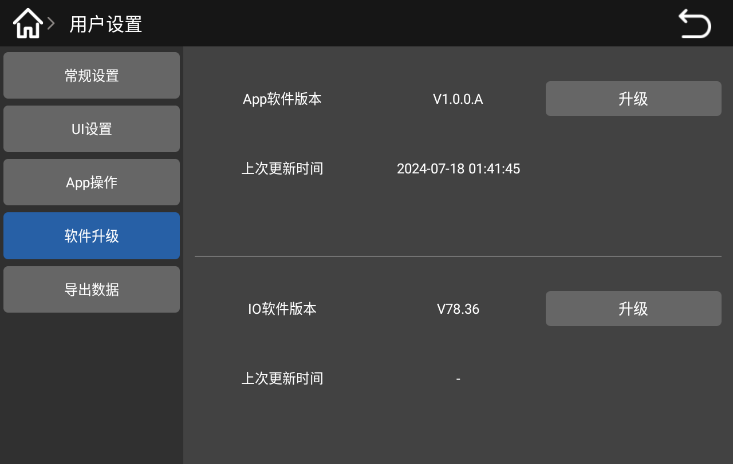 用户设置
常规设置
UI设置
App操作
软件升级
导出数据
App软件版本 V1.0.0.A 升级
上次更新时间 2024-07-18 01:41:45
IO软件版本 V78.36 升级
上次更新时间 -